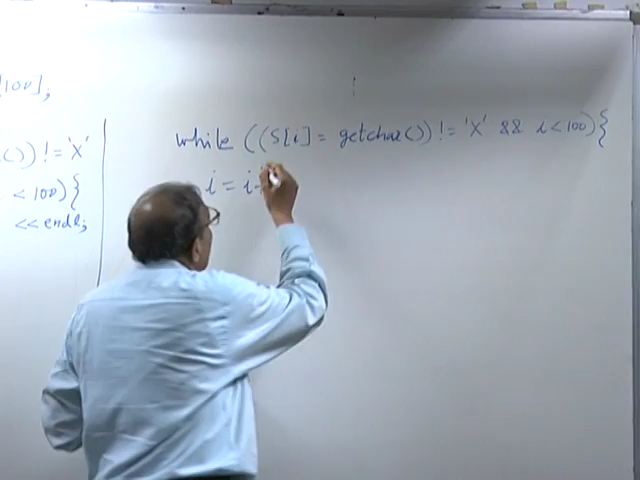 [100];
()) != 'X'
< 100) {
<< endl;
while ((S[i] = getchar()) != 'X' && i < 100) {
i = i+